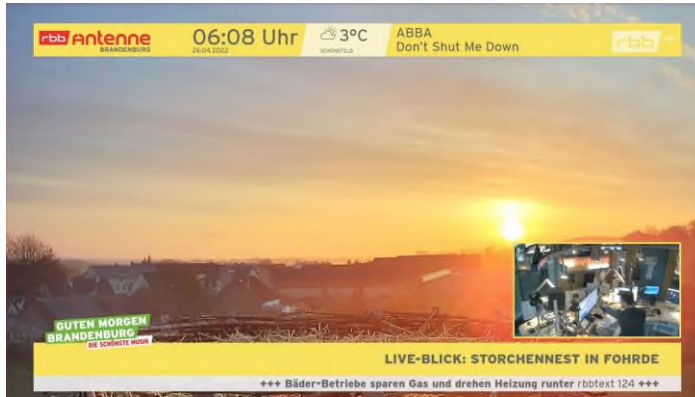 rbb Antenne
BRANDENBURG
06:08 Uhr
26.04.2022
3°C
SCHÖNEFELD
ABBA
Don't Shut Me Down
rbb
GUTEN MORGEN
BRANDENBURG
DIE SCHÖNSTE MUSIK
LIVE-BLICK: STORCHENNEST IN FOHRDE
+++ Bäder-Betriebe sparen Gas und drehen Heizung runter rbbtext 124 +++